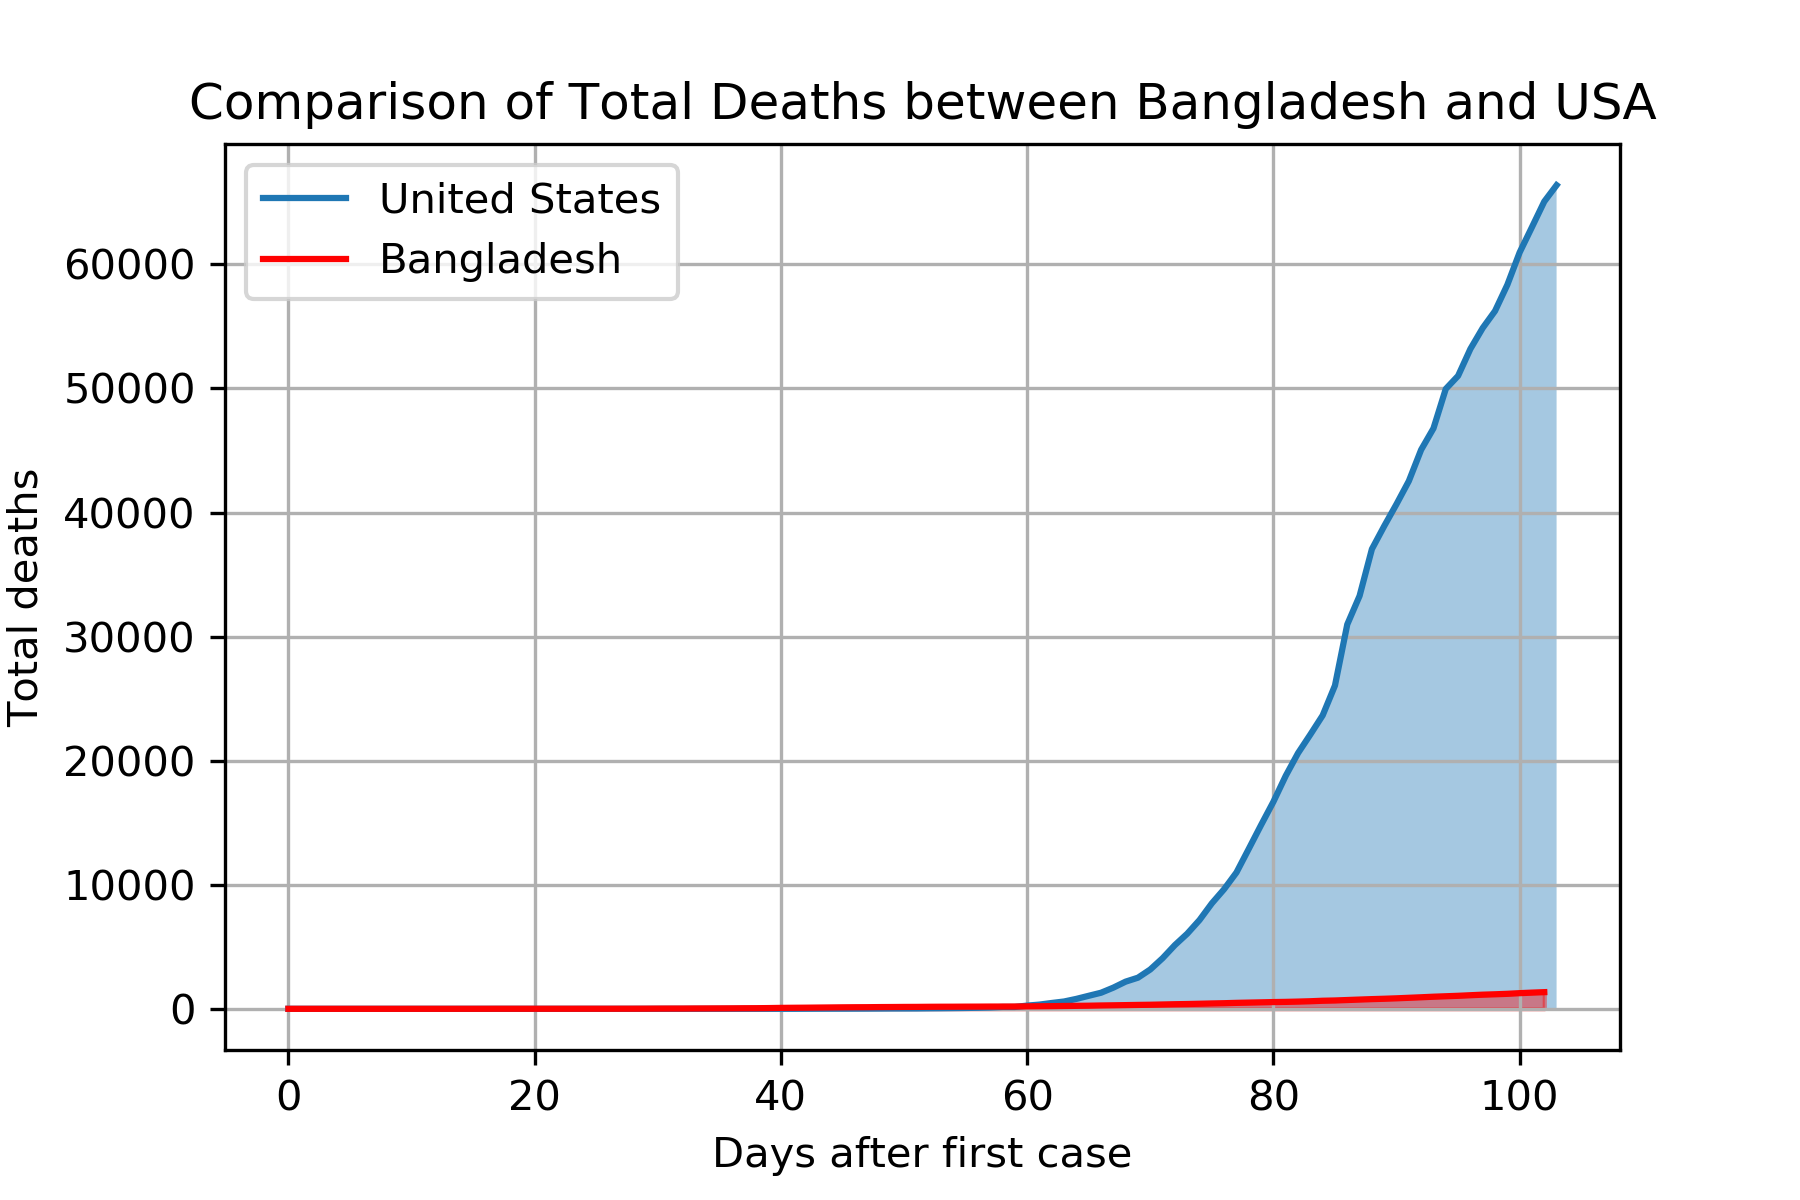 Comparison of Total Deaths between Bangladesh and USA
United States
Bangladesh
Total deaths
60000
50000
40000
30000
20000
10000
0
0 20 40 60 80 100
Days after first case